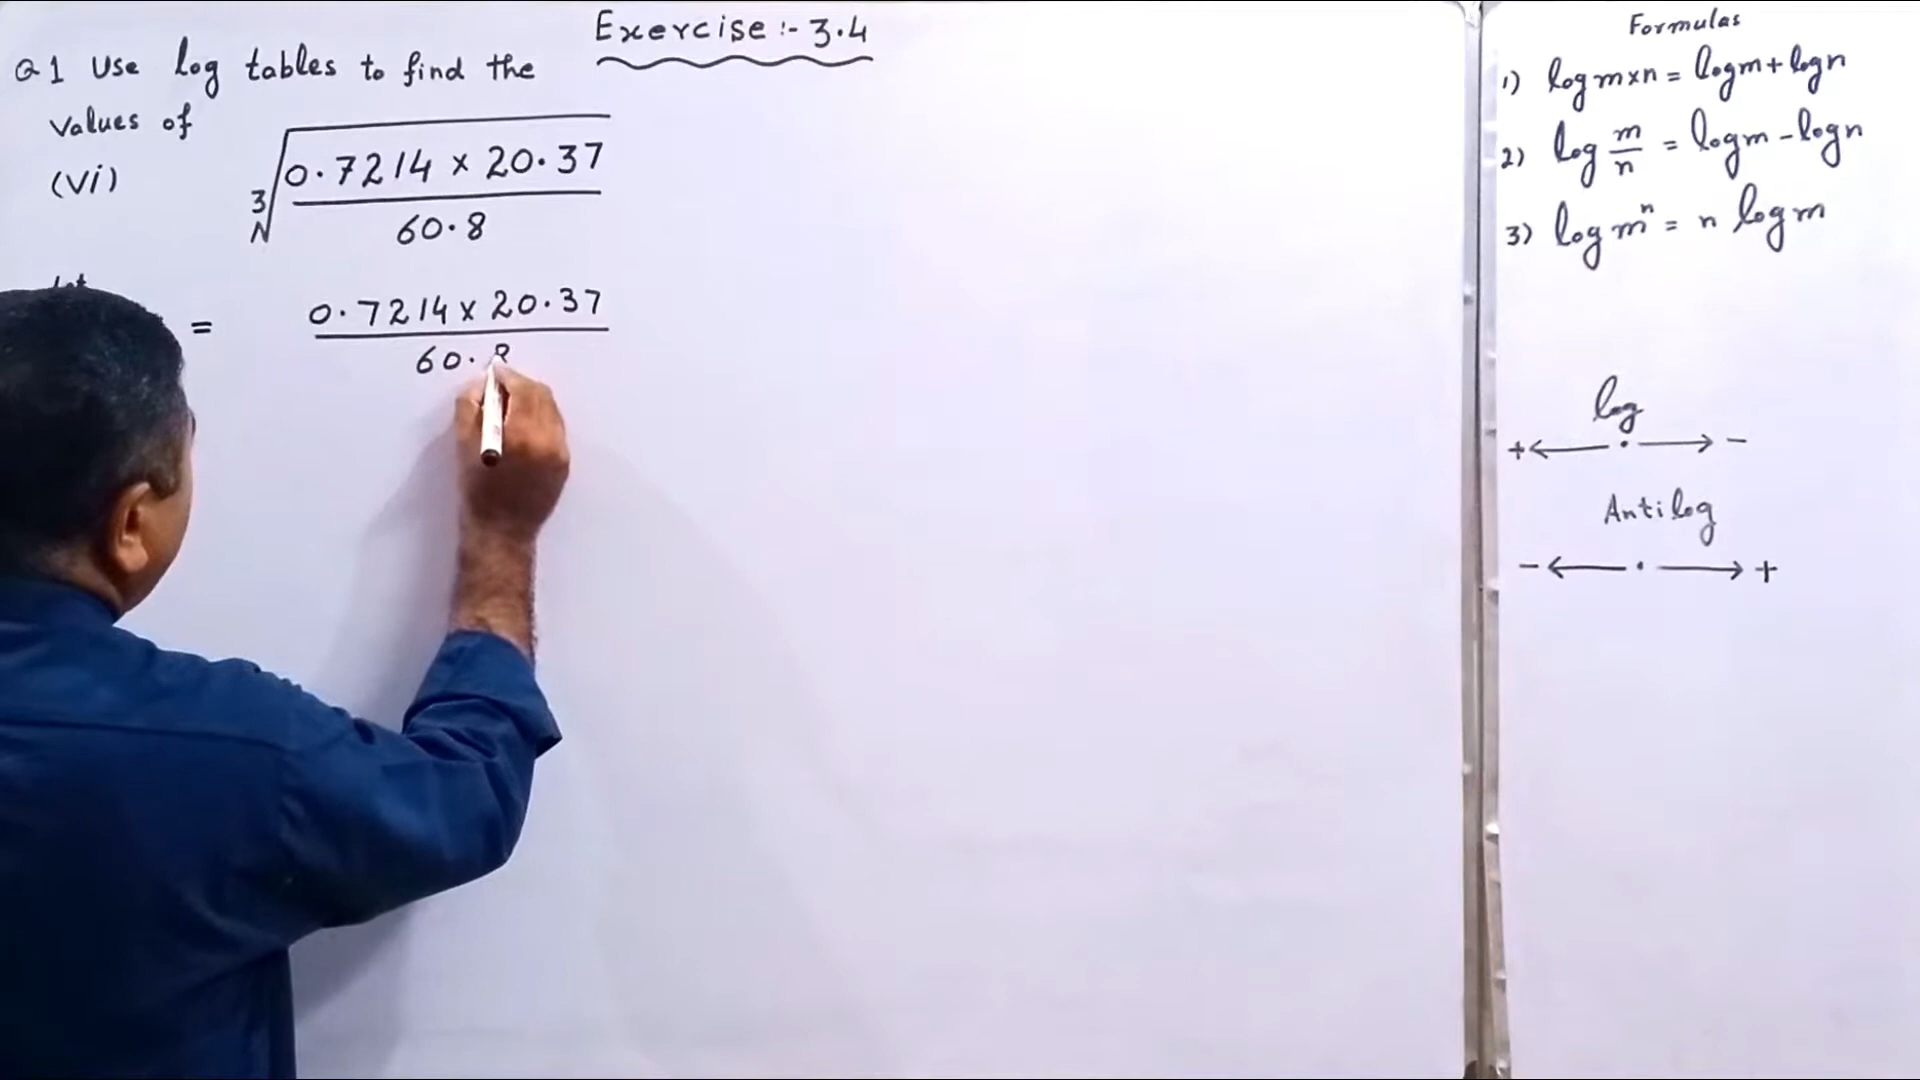 Exercise :- 3.4
Q1 Use log tables to find the
values of
(vi) ∛(0.7214 × 20.37 / 60.8)
= 0.7214 × 20.37 / 60.8
Formulas
1) log m×n = log m + log n
2) log m/n = log m - log n
3) log mⁿ = n log m
log
+ ← . → -
Antilog
- ← . → +